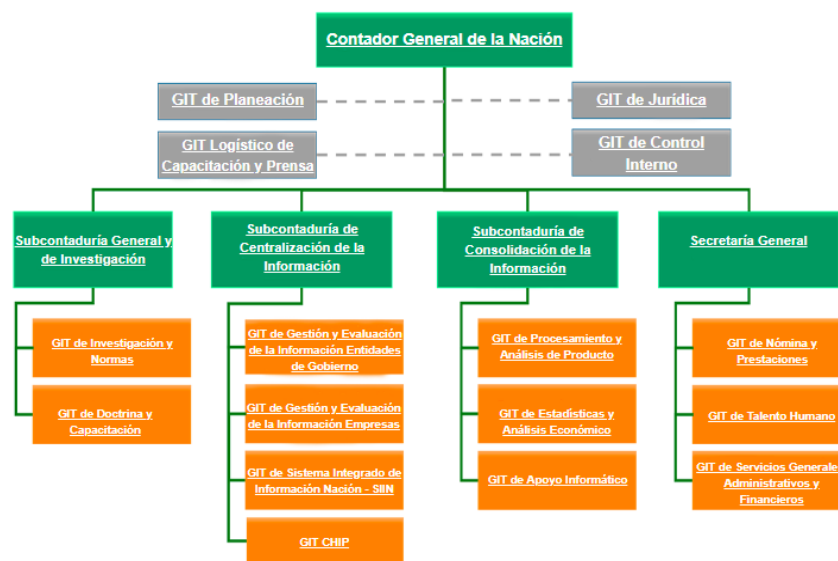 Contador General de la Nación
GIT de Planeación
GIT de Jurídica
GIT Logístico de
Capacitación y Prensa
GIT de Control
Interno
Subcontaduría General y
de Investigación
Subcontaduría de
Centralización de la
Información
Subcontaduría de
Consolidación de la
Información
Secretaría General
GIT de Investigación y
Normas
GIT de Doctrina y
Capacitación
GIT de Gestión y Evaluación
de la Información Entidades
de Gobierno
GIT de Gestión y Evaluación
de la Información Empresas
GIT de Sistema Integrado de
Información Nación - SIIN
GIT CHIP
GIT de Procesamiento y
Análisis de Producto
GIT de Estadísticas y
Análisis Económico
GIT de Apoyo Informático
GIT de Nómina y
Prestaciones
GIT de Talento Humano
GIT de Servicios Generale
Administrativos y
Financieros